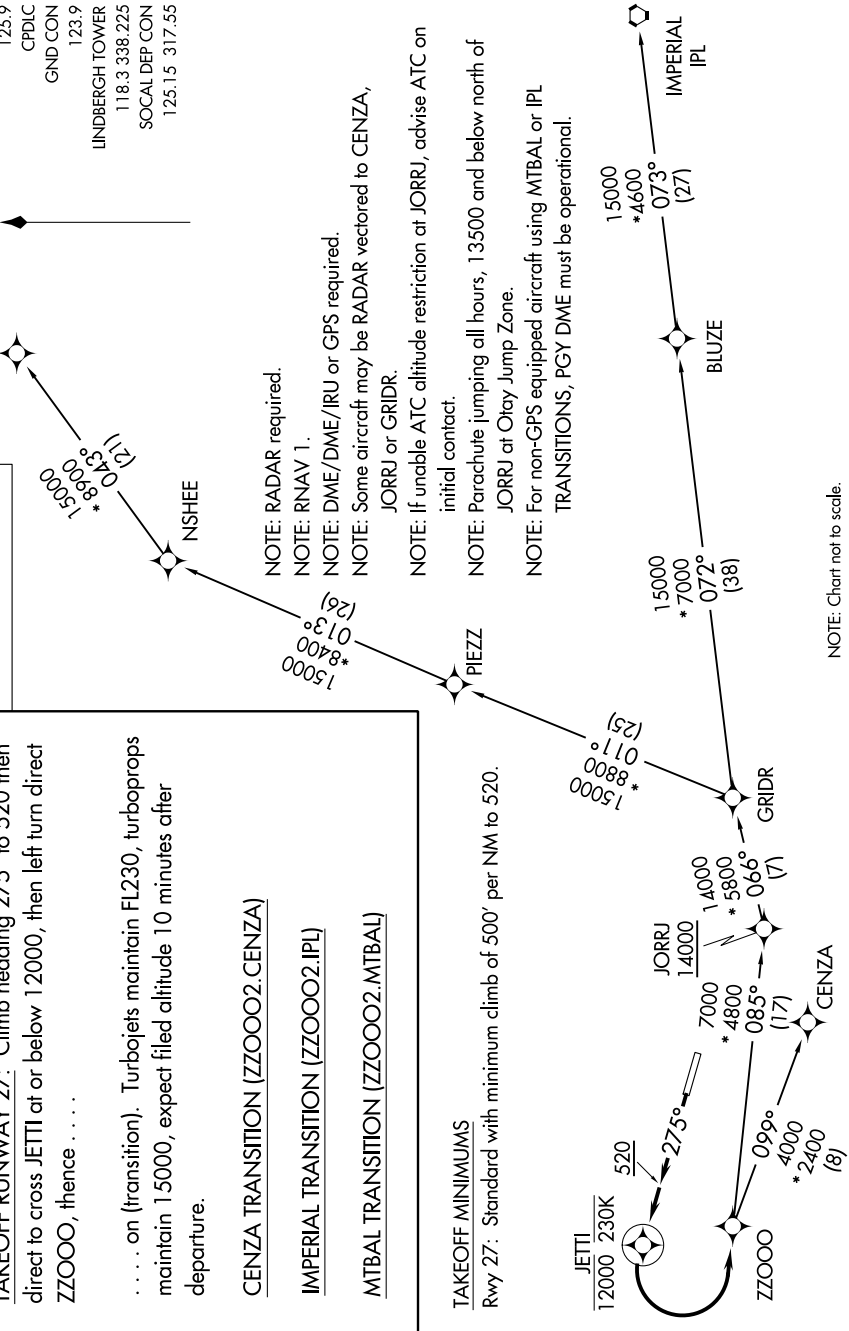 125.9
CPDLC
GND CON
123.9
LINDBERGH TOWER
118.3 338.225
SOCAL DEP CON
125.15 317.55
TAKEOFF RUNWAY 27: Climb heading 275° to 520 then
direct to cross JETTI at or below 12000, then left turn direct
ZZOOO, thence . . . .
. . . . on (transition). Turbojets maintain FL230, turboprops
maintain 15000, expect filed altitude 10 minutes after
departure.
CENZA TRANSITION (ZZOOO2.CENZA)
IMPERIAL TRANSITION (ZZOOO2.IPL)
MTBAL TRANSITION (ZZOOO2.MTBAL)
TAKEOFF MINIMUMS
Rwy 27: Standard with minimum climb of 500' per NM to 520.
NOTE: RADAR required.
NOTE: RNAV 1.
NOTE: DME/DME/IRU or GPS required.
NOTE: Some aircraft may be RADAR vectored to CENZA,
JORRJ or GRIDR.
NOTE: If unable ATC altitude restriction at JORRJ, advise ATC on
initial contact.
NOTE: Parachute jumping all hours, 13500 and below north of
JORRJ at Otay Jump Zone.
NOTE: For non-GPS equipped aircraft using MTBAL or IPL
TRANSITIONS, PGY DME must be operational.
15000
*8900
043°
(21)
NSHEE
15000
*8400
013°
(26)
PIEZZ
15000
*8800
011°
(25)
15000
*4600
073°
(27)
IMPERIAL
IPL
BLUZE
15000
*7000
072°
(38)
GRIDR
14000
*5800
066°
(7)
JORRJ
14000
7000
*4800
085°
(17)
CENZA
099°
4000
*2400
(8)
275°
520
JETTI
12000 230K
ZZOOO
NOTE: Chart not to scale.